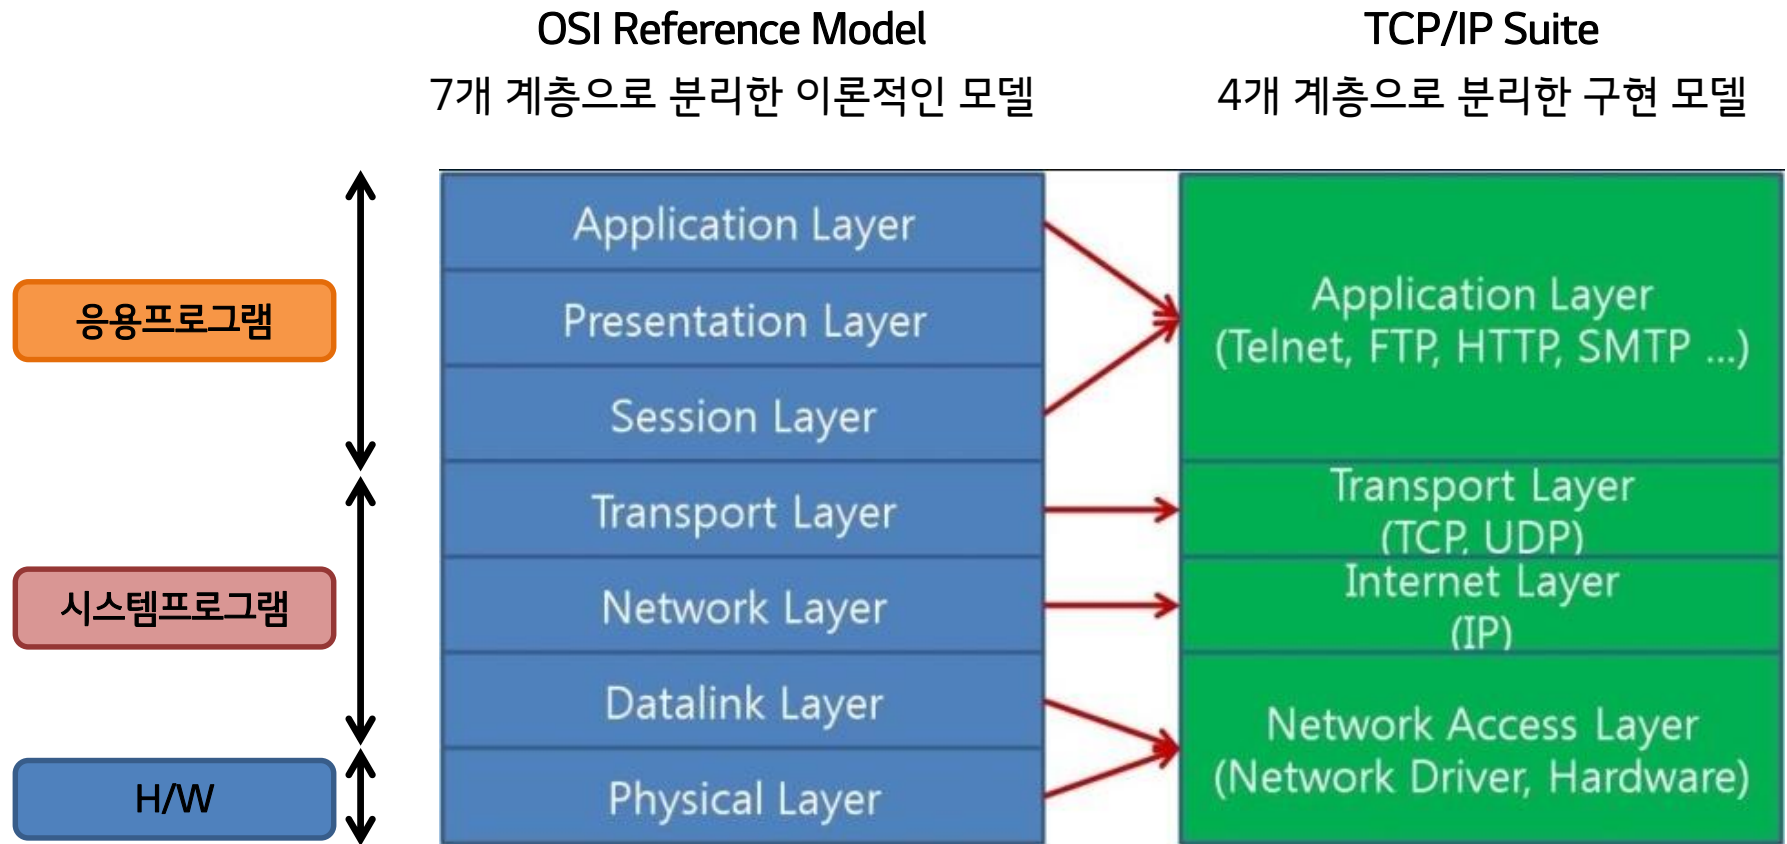 OSI Reference Model
7개 계층으로 분리한 이론적인 모델
TCP/IP Suite
4개 계층으로 분리한 구현 모델
응용프로그램
시스템프로그램
H/W
Application Layer
Presentation Layer
Session Layer
Transport Layer
Network Layer
Datalink Layer
Physical Layer
Application Layer
(Telnet, FTP, HTTP, SMTP ...)
Transport Layer
(TCP, UDP)
Internet Layer
(IP)
Network Access Layer
(Network Driver, Hardware)